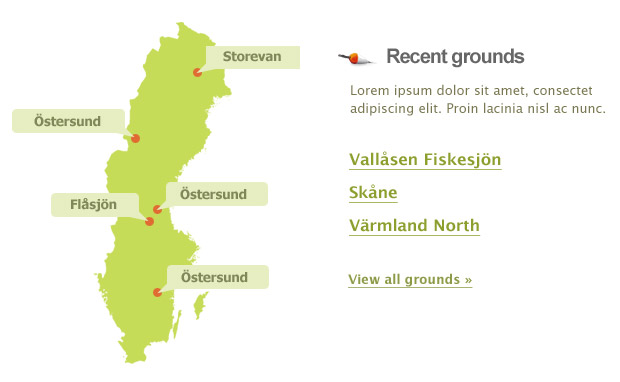 Storevan
Östersund
Östersund
Flåsjön
Östersund
Recent grounds
Lorem ipsum dolor sit amet, consectet
adipiscing elit. Proin lacinia nisl ac nunc.
Vallåsen Fiskesjön
Skåne
Värmland North
View all grounds »